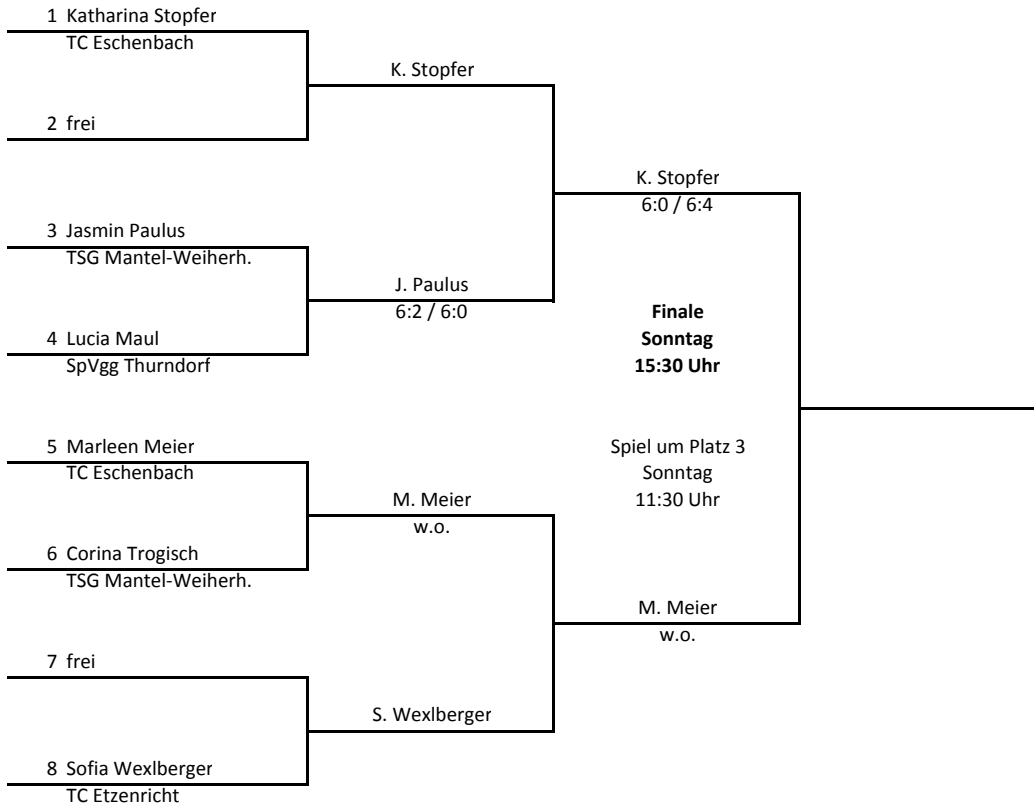 1 Katharina Stopfer
TC Eschenbach
K. Stopfer
2 frei
K. Stopfer
6:0 / 6:4
3 Jasmin Paulus
TSG Mantel-Weiherh.
J. Paulus
6:2 / 6:0
Finale
Sonntag
15:30 Uhr
4 Lucia Maul
SpVgg Thurndorf
5 Marleen Meier
TC Eschenbach
Spiel um Platz 3
Sonntag
11:30 Uhr
M. Meier
w.o.
6 Corina Trogisch
TSG Mantel-Weiherh.
M. Meier
w.o.
7 frei
S. Wexlberger
8 Sofia Wexlberger
TC Etzenricht